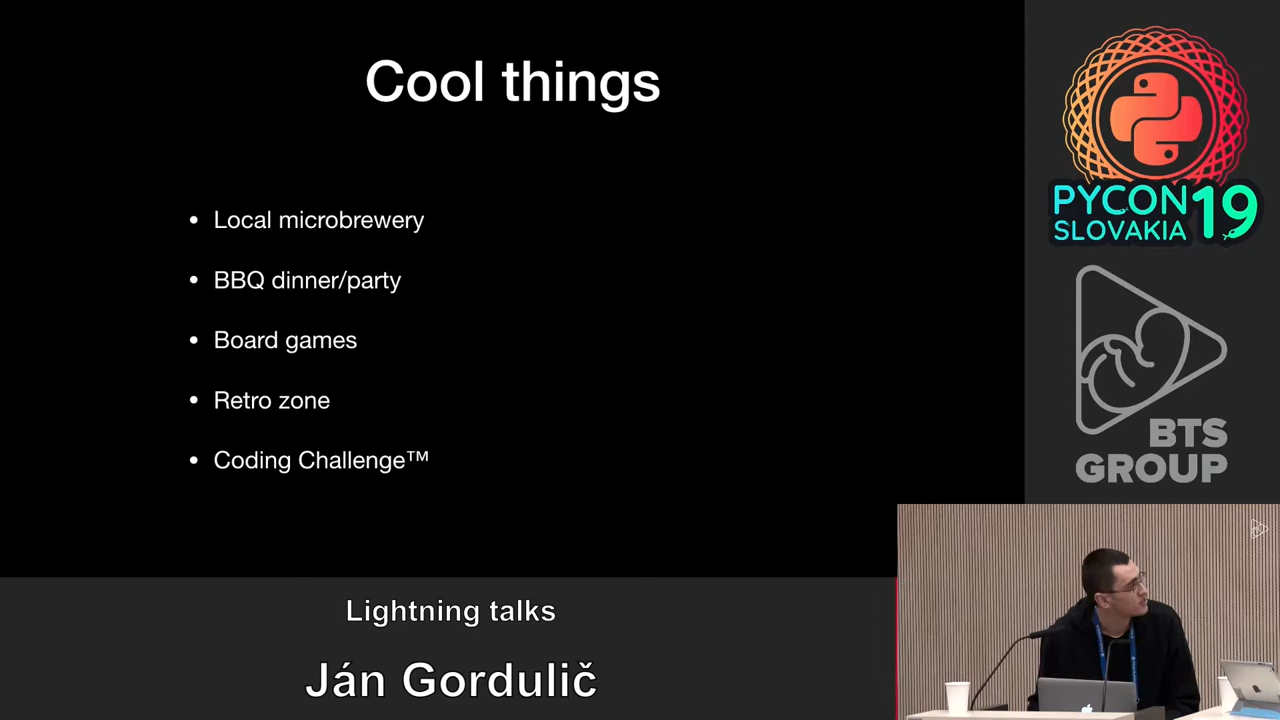 Cool things
• Local microbrewery
• BBQ dinner/party
• Board games
• Retro zone
• Coding Challenge™
PYCON 19
SLOVAKIA
BTS
GROUP
Lightning talks
Ján Gordulič